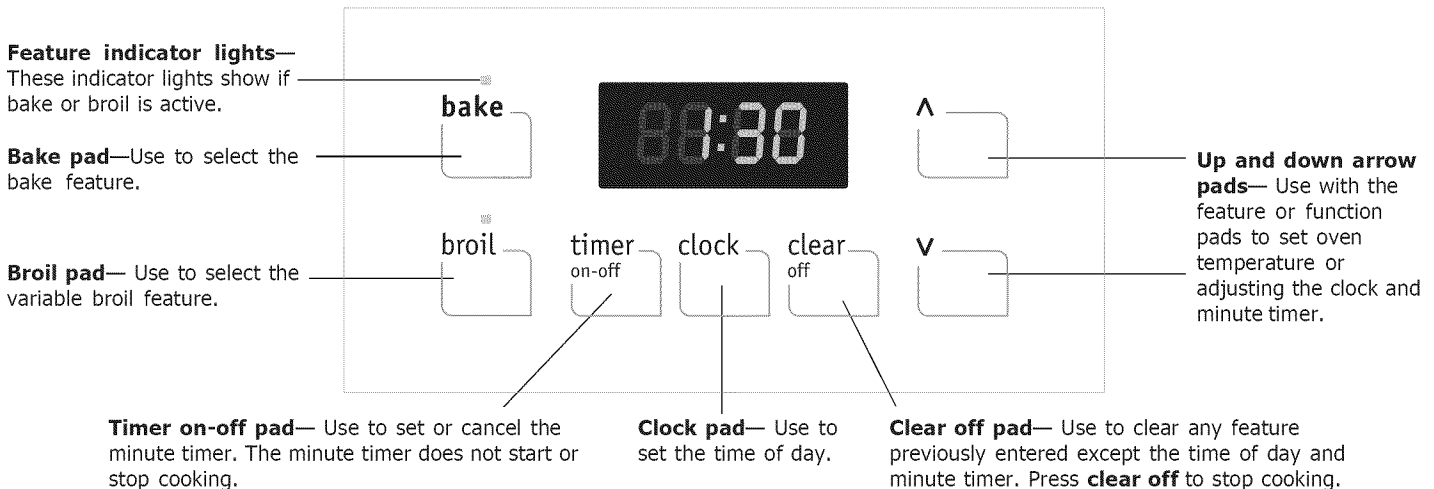 Feature indicator lights—
These indicator lights show if
bake or broil is active.
bake
1:30
ʌ
Bake pad—Use to select the
bake feature.
Up and down arrow
pads— Use with the
feature or function
pads to set oven
temperature or
adjusting the clock and
minute timer.
broil
timer
on-off
clock
clear
off
v
Broil pad— Use to select the
variable broil feature.
Timer on-off pad— Use to set or cancel the
minute timer. The minute timer does not start or
stop cooking.
Clock pad— Use to
set the time of day.
Clear off pad— Use to clear any feature
previously entered except the time of day and
minute timer. Press clear off to stop cooking.